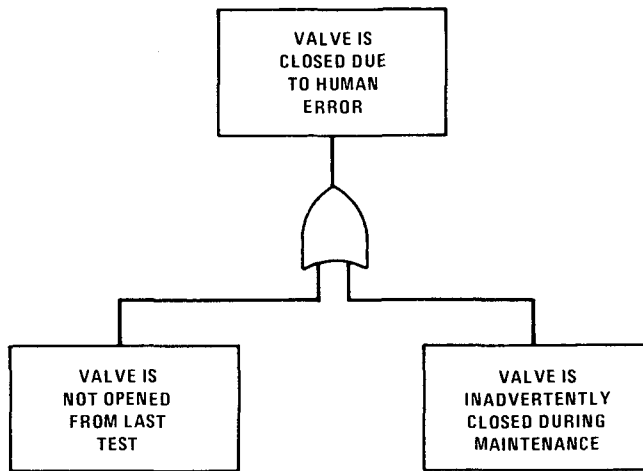 VALVE IS
CLOSED DUE
TO HUMAN
ERROR
VALVE IS
NOT OPENED
FROM LAST
TEST
VALVE IS
INADVERTENTLY
CLOSED DURING
MAINTENANCE